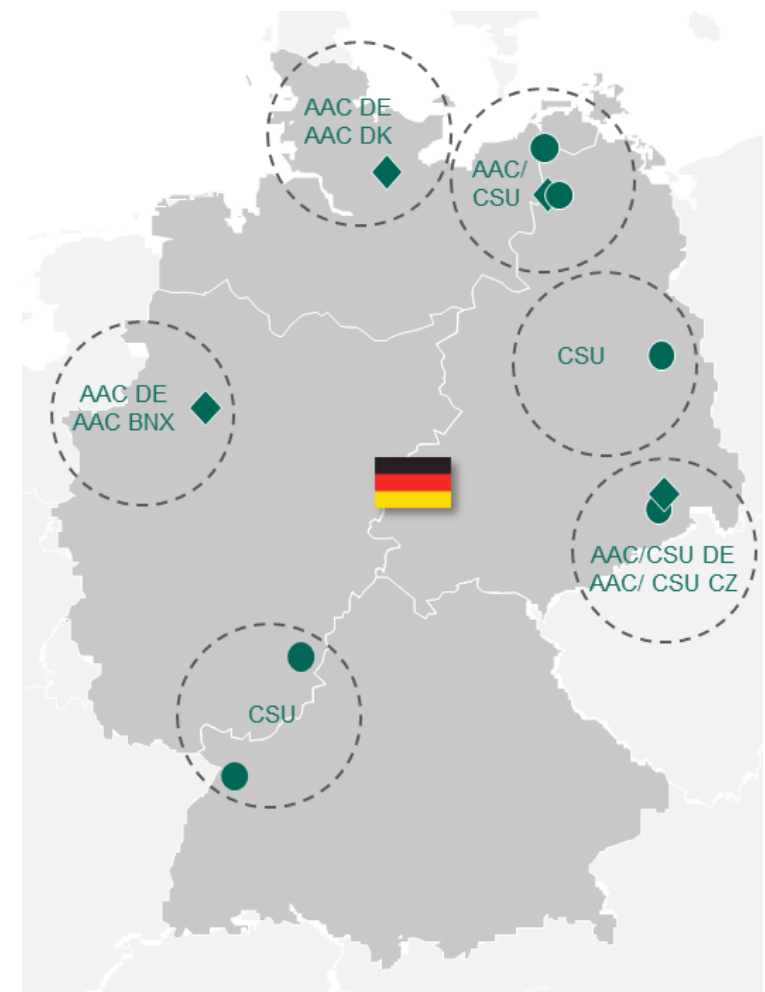 AAC DE
AAC DK
AAC/
CSU
CSU
AAC DE
AAC BNX
AAC/CSU DE
AAC/ CSU CZ
CSU